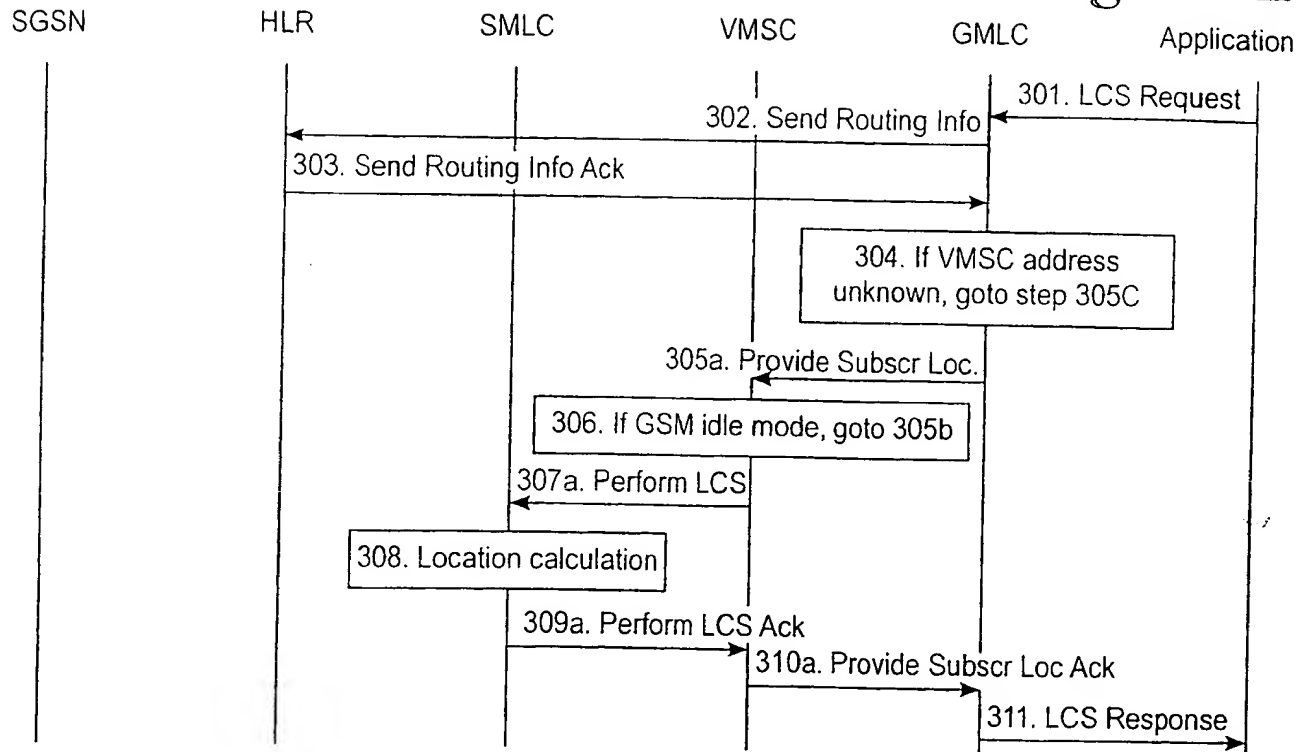 SGSN
HLR
SMLC
VMSC
GMLC
Application
301. LCS Request
302. Send Routing Info
303. Send Routing Info Ack
304. If VMSC address
unknown, goto step 305C
305a. Provide Subscr Loc.
306. If GSM idle mode, goto 305b
307a. Perform LCS
308. Location calculation
309a. Perform LCS Ack
310a. Provide Subscr Loc Ack
311. LCS Response